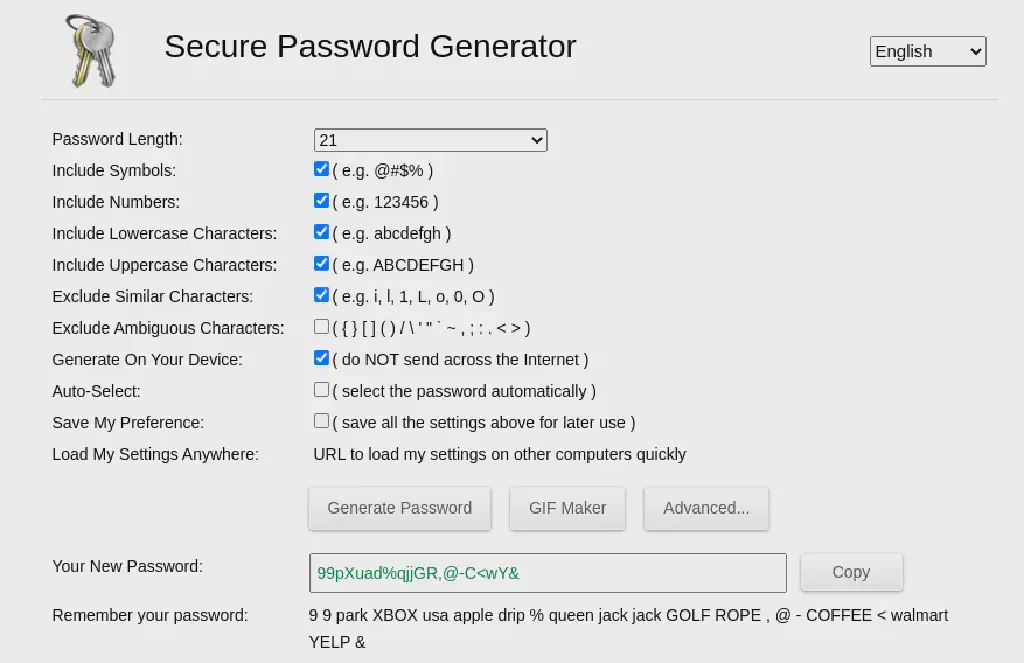 Secure Password Generator
English
Password Length: 21
Include Symbols: ( e.g. @#$% )
Include Numbers: ( e.g. 123456 )
Include Lowercase Characters: ( e.g. abcdefgh )
Include Uppercase Characters: ( e.g. ABCDEFGH )
Exclude Similar Characters: ( e.g. i, l, 1, L, o, 0, O )
Exclude Ambiguous Characters: ( { } [ ] ( ) / \ ' " ` ~ , ; : . < > )
Generate On Your Device: ( do NOT send across the Internet )
Auto-Select: ( select the password automatically )
Save My Preference: ( save all the settings above for later use )
Load My Settings Anywhere: URL to load my settings on other computers quickly
Generate Password GIF Maker Advanced...
Your New Password: 99pXuad%qjjGR,@-C<wY& Copy
Remember your password: 9 9 park XBOX usa apple drip % queen jack jack GOLF ROPE , @ - COFFEE < walmart
YELP &